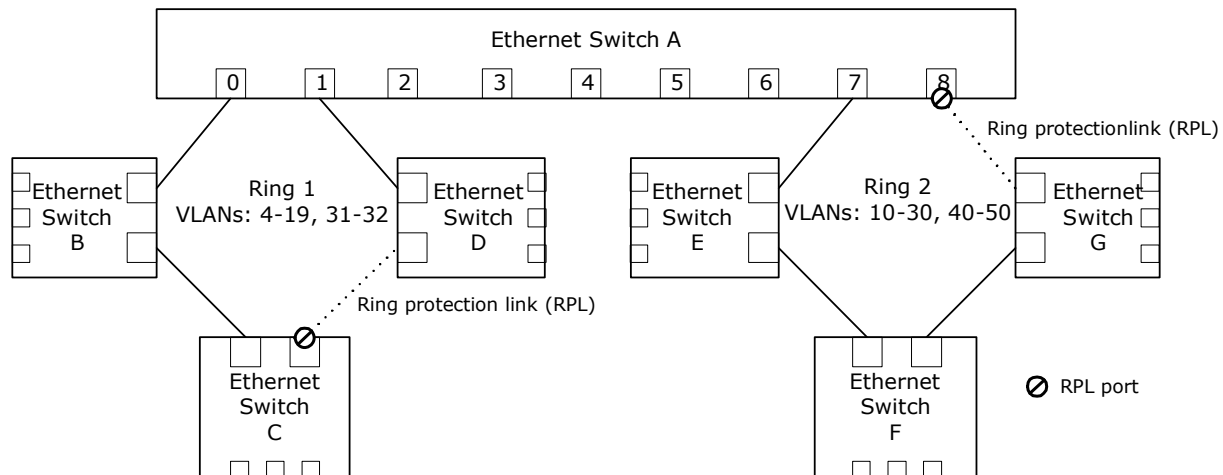 Ethernet Switch A
0 1 2 3 4 5 6 7 8
Ring protectionlink (RPL)
Ethernet
Switch
B
Ring 1
VLANs: 4-19, 31-32
Ethernet
Switch
D
Ethernet
Switch
E
Ring 2
VLANs: 10-30, 40-50
Ethernet
Switch
G
Ring protection link (RPL)
Ethernet
Switch
C
Ethernet
Switch
F
RPL port